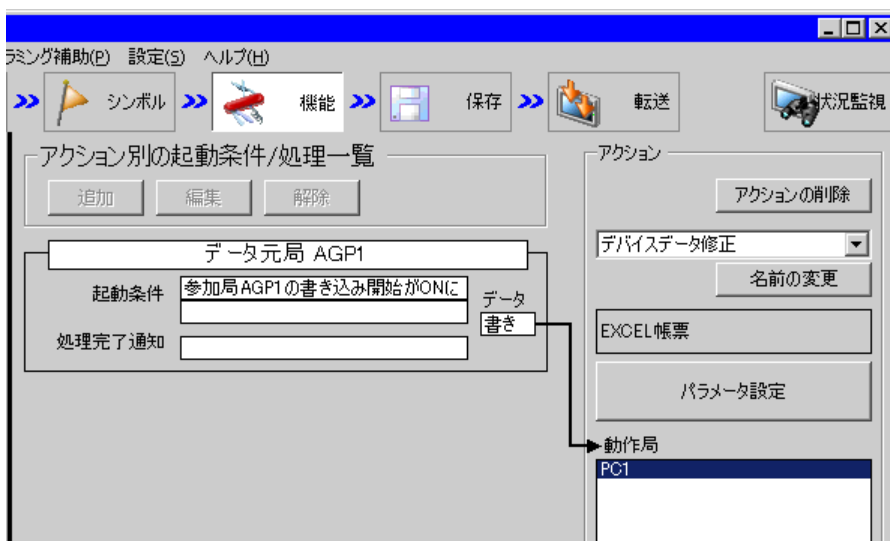 ラミング補助(P) 設定(S) ヘルプ(H)
シンボル 機能 保存 転送 状況監視
アクション別の起動条件/処理一覧
追加 編集 解除
データ元局 AGP1
起動条件 参加局AGP1の書き込み開始がONに
データ
書き
処理完了通知
アクション
アクションの削除
デバイスデータ修正
名前の変更
EXCEL帳票
パラメータ設定
動作局
PC1